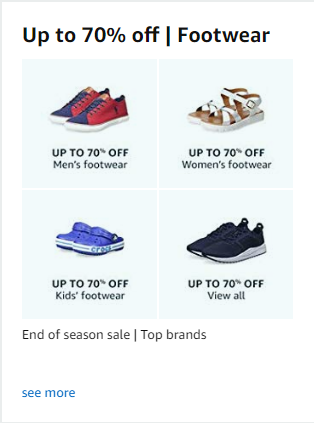 Up to 70% off | Footwear
UP TO 70% OFF
Men's footwear
UP TO 70% OFF
Women's footwear
crocs
UP TO 70% OFF
Kids' footwear
UP TO 70% OFF
View all
End of season sale | Top brands
see more